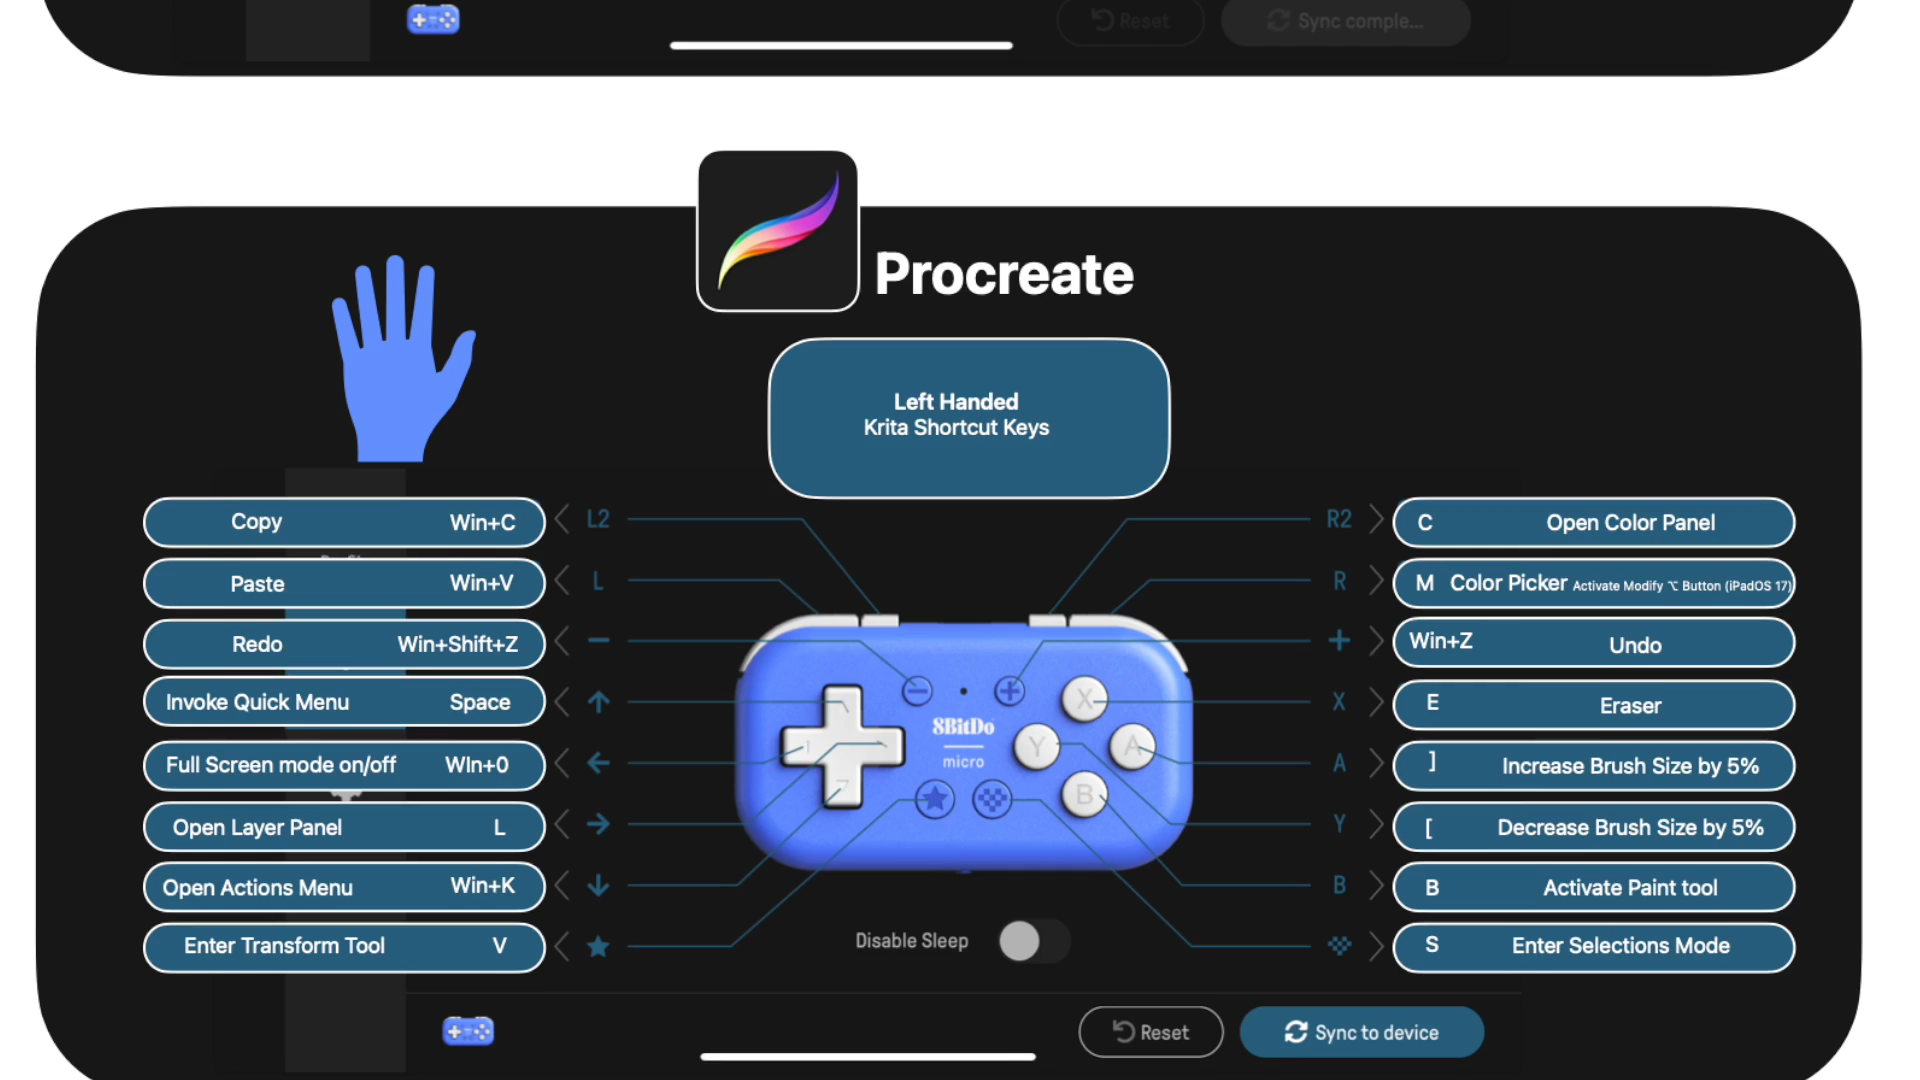 Reset
Sync comple...
Procreate
Left Handed
Krita Shortcut Keys
Copy Win+C L2
Paste Win+V L
Redo Win+Shift+Z −
Invoke Quick Menu Space ↑
Full Screen mode on/off WIn+0 ←
Open Layer Panel L →
Open Actions Menu Win+K ↓
Enter Transform Tool V ★
R2 C Open Color Panel
R M Color Picker Activate Modify ⌥ Button (iPadOS 17)
+ Win+Z Undo
X E Eraser
A ] Increase Brush Size by 5%
Y [ Decrease Brush Size by 5%
B B Activate Paint tool
S Enter Selections Mode
8BitDo
micro
X
Y
A
B
Disable Sleep
Reset
Sync to device